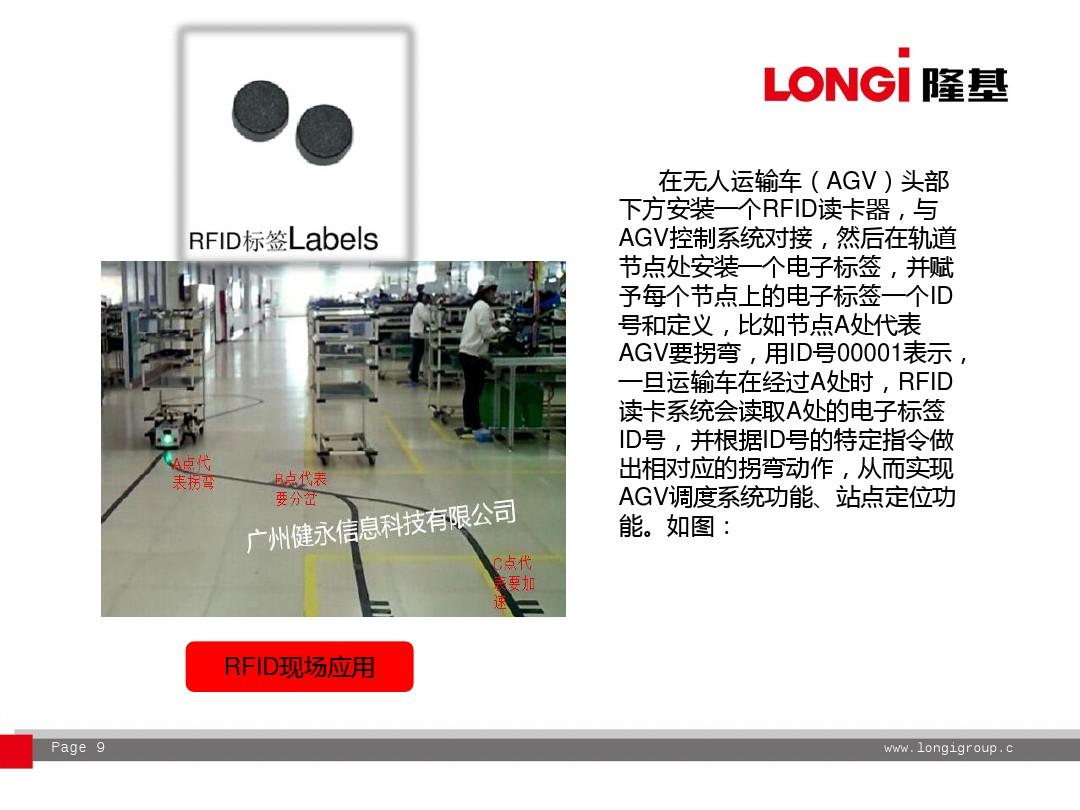 LONGi 隆基
RFID标签Labels
在无人运输车（AGV）头部
下方安装一个RFID读卡器，与
AGV控制系统对接，然后在轨道
节点处安装一个电子标签，并赋
予每个节点上的电子标签一个ID
号和定义，比如节点A处代表
AGV要拐弯，用ID号00001表示，
一旦运输车在经过A处时，RFID
读卡系统会读取A处的电子标签
ID号，并根据ID号的特定指令做
出相对应的拐弯动作，从而实现
AGV调度系统功能、站点定位功
能。如图：
A点代
表拐弯
B点代表
要分岔
广州健永信息科技有限公司
C点代
表要加
速
RFID现场应用
Page 9
www.longigroup.c